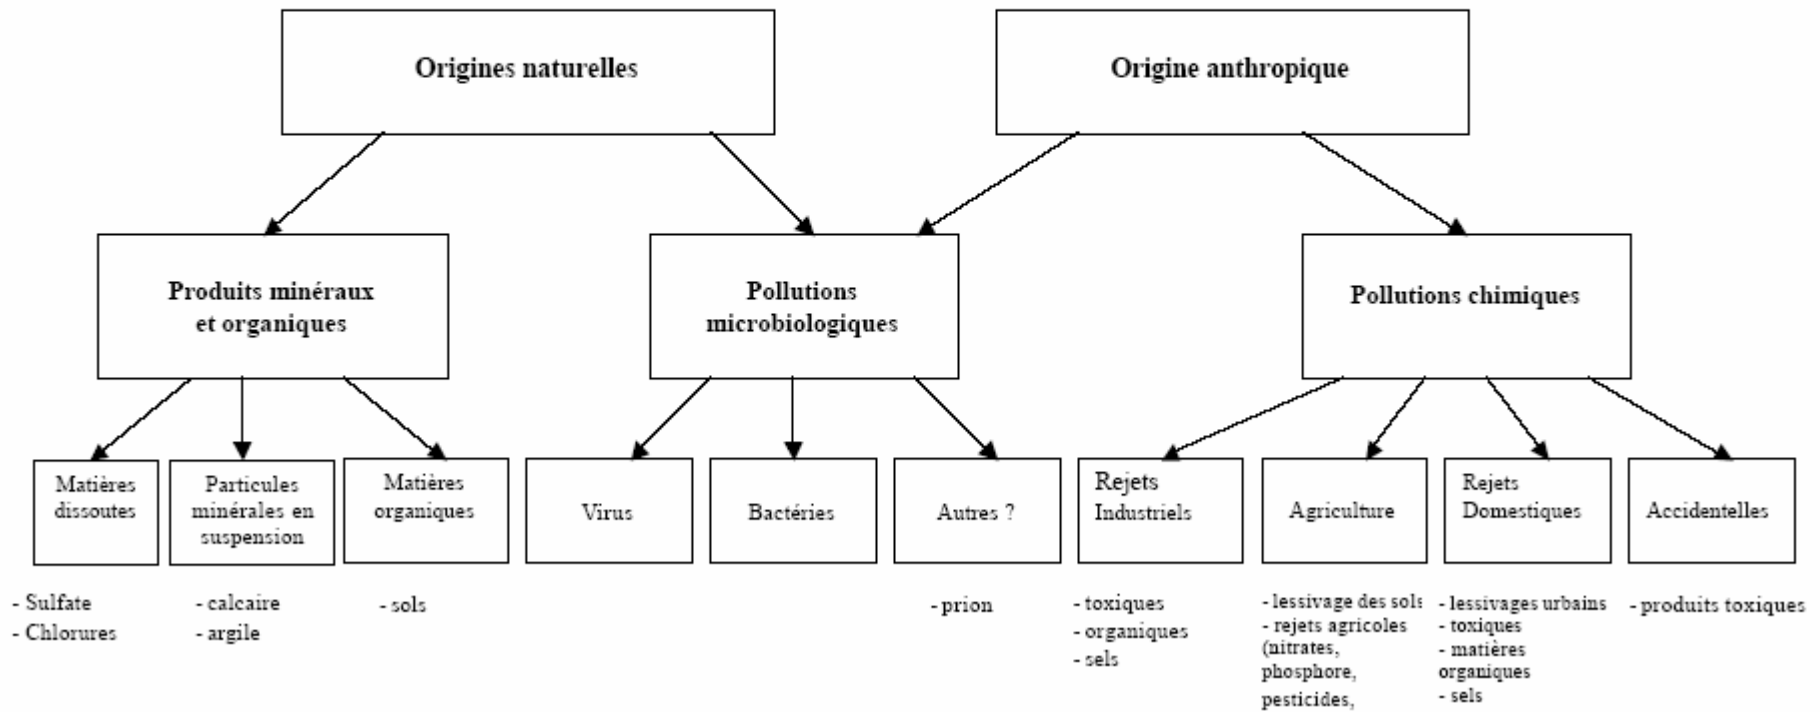 Origines naturelles
Origine anthropique
Produits minéraux
et organiques
Pollutions
microbiologiques
Pollutions chimiques
Matières
dissoutes
Particules
minérales en
suspension
Matières
organiques
Virus
Bactéries
Autres ?
Rejets
Industriels
Agriculture
Rejets
Domestiques
Accidentelles
- Sulfate
- Chlorures
- calcaire
- argile
- sols
- prion
- toxiques
- organiques
- sels
- lessivage des sols
- rejets agricoles
(nitrates,
phosphore,
pesticides,
- lessivages urbains
- toxiques
- matières
organiques
- sels
- produits toxiques